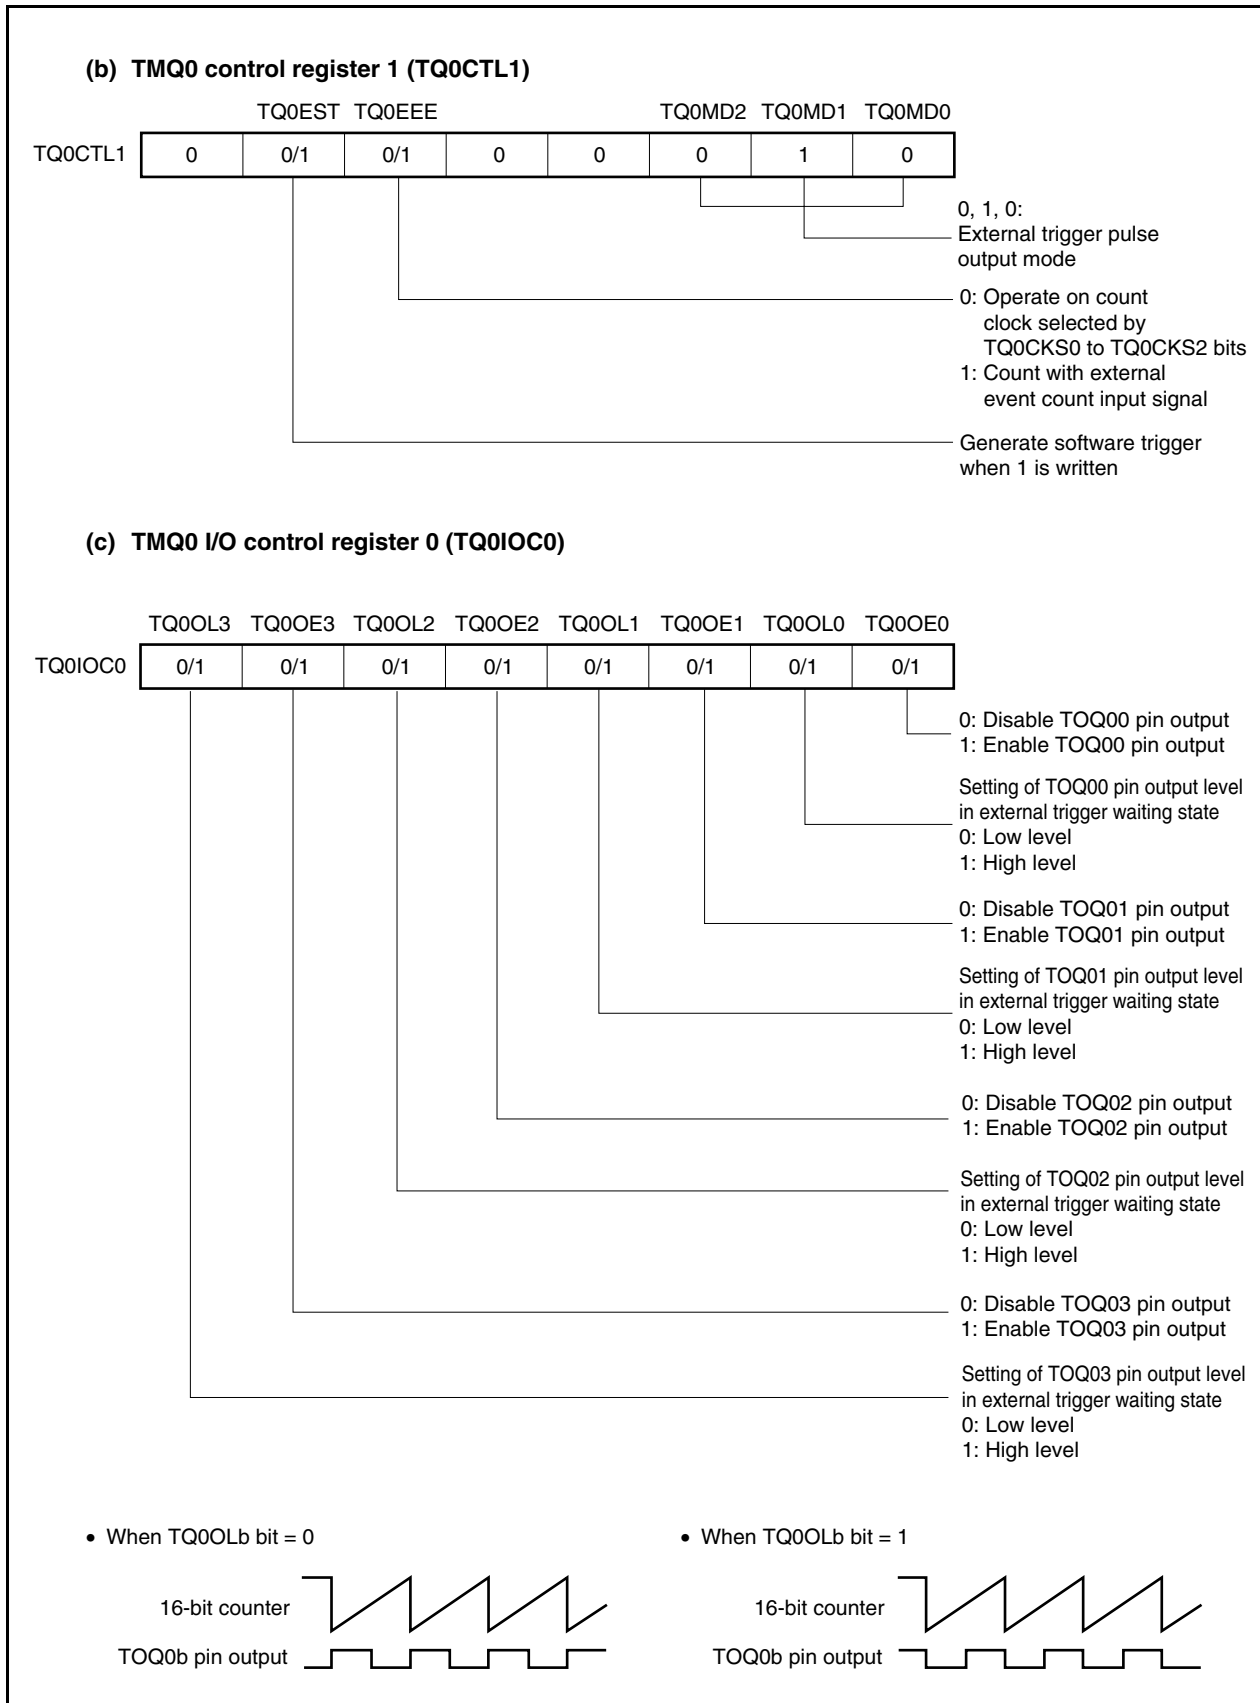 (b) TMQ0 control register 1 (TQ0CTL1)
TQ0EST TQ0EEE TQ0MD2 TQ0MD1 TQ0MD0
TQ0CTL1 0 0/1 0/1 0 0 0 1 0
0, 1, 0:
External trigger pulse
output mode
0: Operate on count
clock selected by
TQ0CKS0 to TQ0CKS2 bits
1: Count with external
event count input signal
Generate software trigger
when 1 is written
(c) TMQ0 I/O control register 0 (TQ0IOC0)
TQ0OL3 TQ0OE3 TQ0OL2 TQ0OE2 TQ0OL1 TQ0OE1 TQ0OL0 TQ0OE0
TQ0IOC0 0/1 0/1 0/1 0/1 0/1 0/1 0/1 0/1
0: Disable TOQ00 pin output
1: Enable TOQ00 pin output
Setting of TOQ00 pin output level
in external trigger waiting state
0: Low level
1: High level
0: Disable TOQ01 pin output
1: Enable TOQ01 pin output
Setting of TOQ01 pin output level
in external trigger waiting state
0: Low level
1: High level
0: Disable TOQ02 pin output
1: Enable TOQ02 pin output
Setting of TOQ02 pin output level
in external trigger waiting state
0: Low level
1: High level
0: Disable TOQ03 pin output
1: Enable TOQ03 pin output
Setting of TOQ03 pin output level
in external trigger waiting state
0: Low level
1: High level
• When TQ0OLb bit = 0
16-bit counter
TOQ0b pin output
• When TQ0OLb bit = 1
16-bit counter
TOQ0b pin output